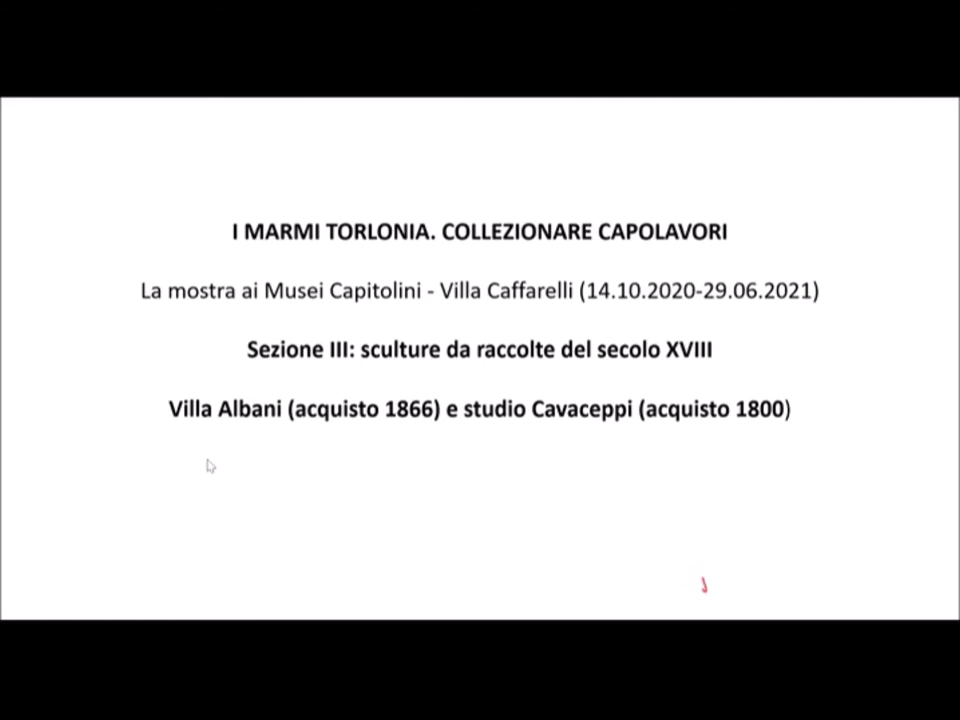 I MARMI TORLONIA. COLLEZIONARE CAPOLAVORI
La mostra ai Musei Capitolini - Villa Caffarelli (14.10.2020-29.06.2021)
Sezione III: sculture da raccolte del secolo XVIII
Villa Albani (acquisto 1866) e studio Cavaceppi (acquisto 1800)